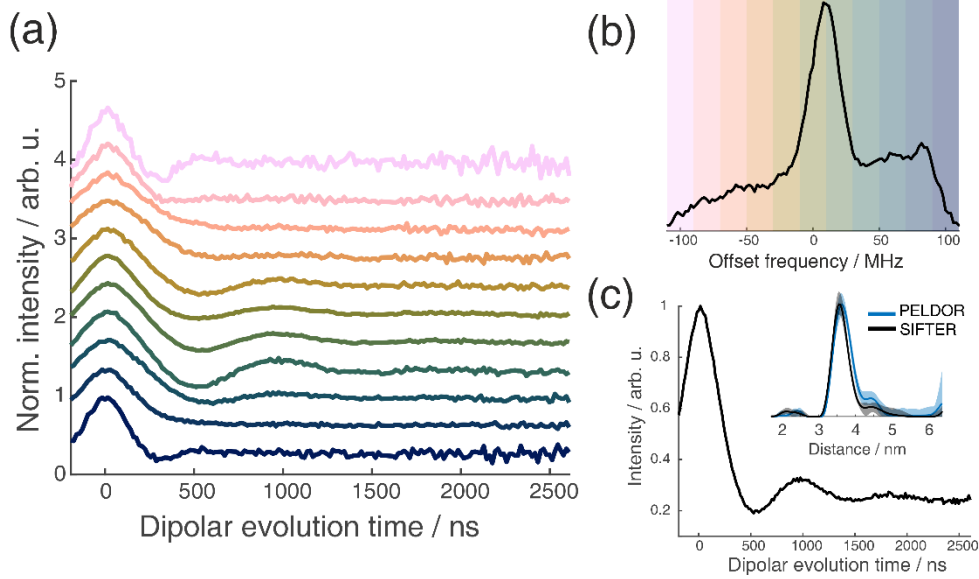 (a)
Norm. intensity / arb. u.
5
4
3
2
1
0
0 500 1000 1500 2000 2500
Dipolar evolution time / ns
(b)
-100 -50 0 50 100
Offset frequency / MHz
(c)
Intensity / arb. u.
1
0.8
0.6
0.4
0.2
PELDOR
SIFTER
2 3 4 5 6
Distance / nm
0 500 1000 1500 2000 2500
Dipolar evolution time / ns